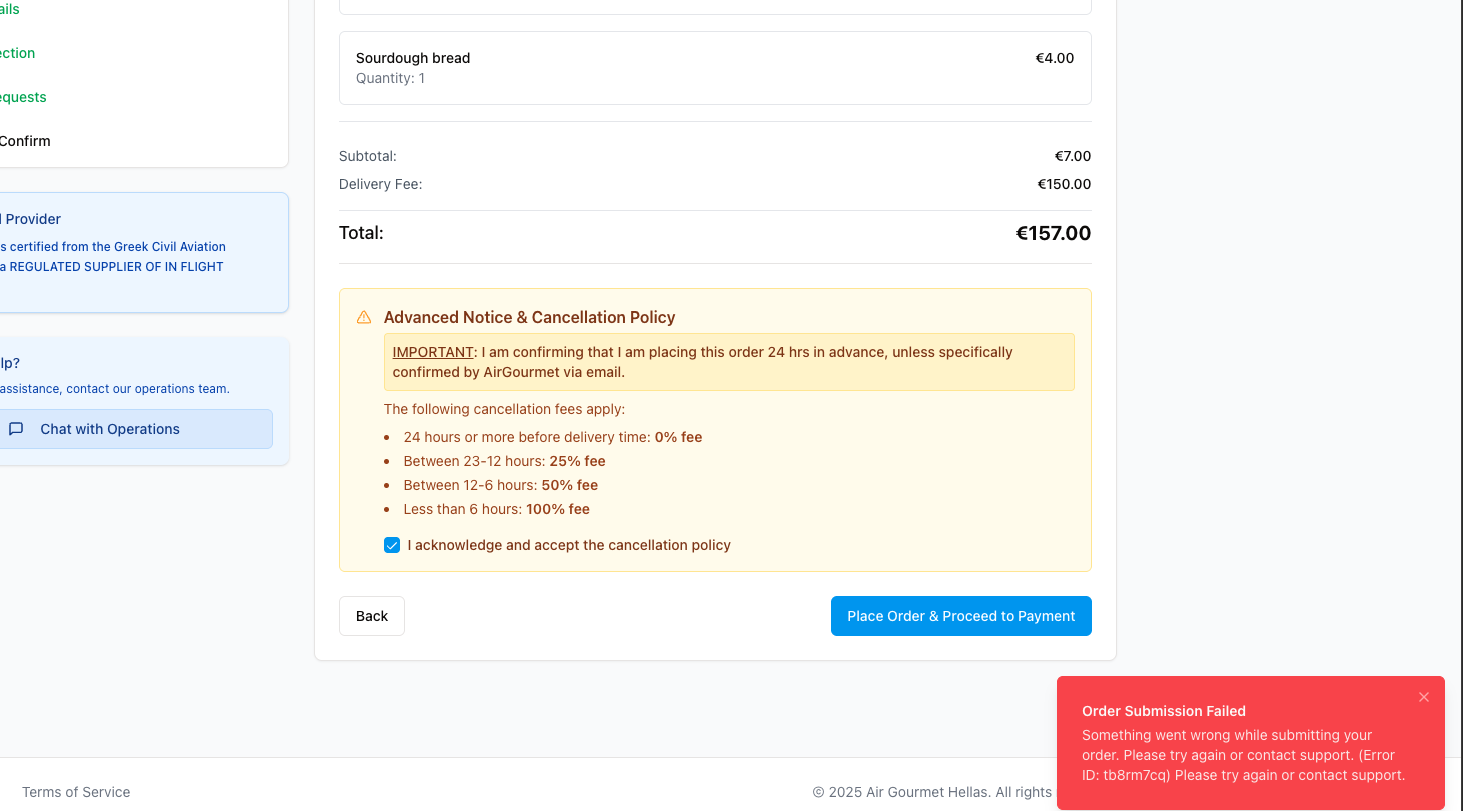 ails
ection
equests
Confirm
Provider
s certified from the Greek Civil Aviation
a REGULATED SUPPLIER OF IN FLIGHT
lp?
assistance, contact our operations team.
Chat with Operations
Sourdough bread €4.00
Quantity: 1
Subtotal: €7.00
Delivery Fee: €150.00
Total: €157.00
Advanced Notice & Cancellation Policy
IMPORTANT: I am confirming that I am placing this order 24 hrs in advance, unless specifically
confirmed by AirGourmet via email.
The following cancellation fees apply:
• 24 hours or more before delivery time: 0% fee
• Between 23-12 hours: 25% fee
• Between 12-6 hours: 50% fee
• Less than 6 hours: 100% fee
I acknowledge and accept the cancellation policy
Back
Place Order & Proceed to Payment
Order Submission Failed
Something went wrong while submitting your
order. Please try again or contact support. (Error
ID: tb8rm7cq) Please try again or contact support.
Terms of Service
© 2025 Air Gourmet Hellas. All rights